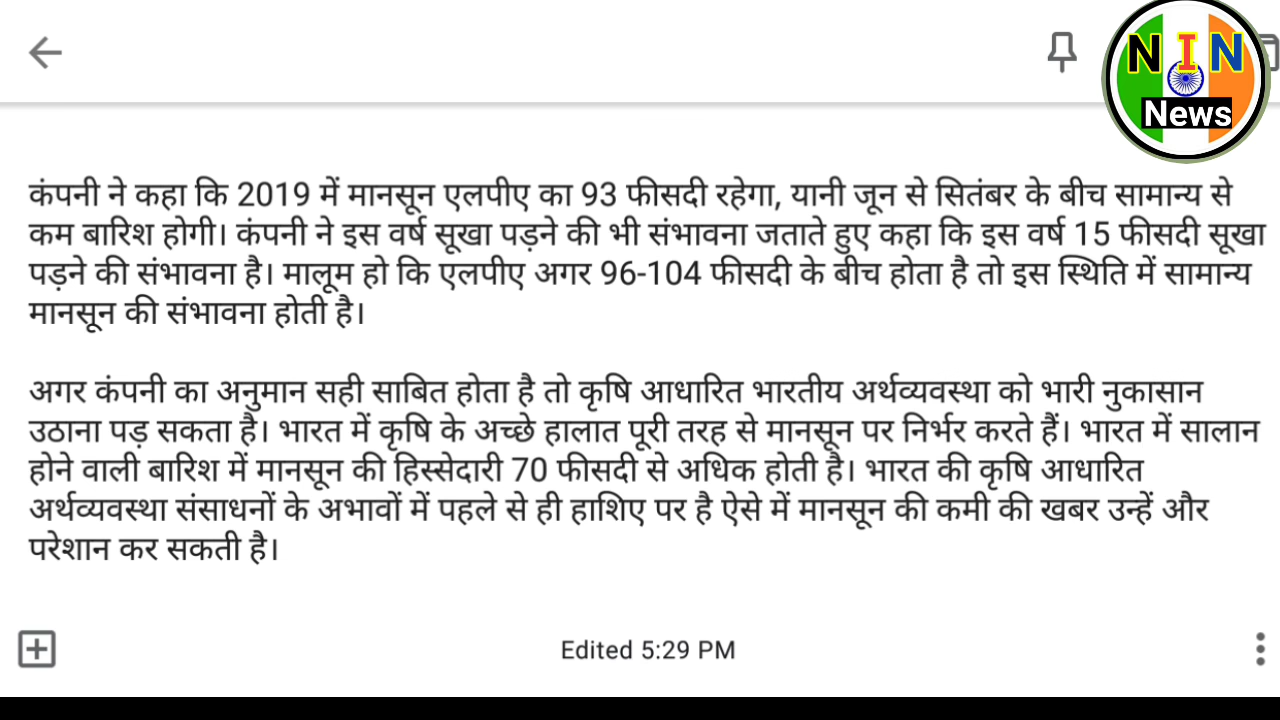 N I N
News
कंपनी ने कहा कि 2019 में मानसून एलपीए का 93 फीसदी रहेगा, यानी जून से सितंबर के बीच सामान्य से
कम बारिश होगी। कंपनी ने इस वर्ष सूखा पड़ने की भी संभावना जताते हुए कहा कि इस वर्ष 15 फीसदी सूखा
पड़ने की संभावना है। मालूम हो कि एलपीए अगर 96-104 फीसदी के बीच होता है तो इस स्थिति में सामान्य
मानसून की संभावना होती है।
अगर कंपनी का अनुमान सही साबित होता है तो कृषि आधारित भारतीय अर्थव्यवस्था को भारी नुकासान
उठाना पड़ सकता है। भारत में कृषि के अच्छे हालात पूरी तरह से मानसून पर निर्भर करते हैं। भारत में सालान
होने वाली बारिश में मानसून की हिस्सेदारी 70 फीसदी से अधिक होती है। भारत की कृषि आधारित
अर्थव्यवस्था संसाधनों के अभावों में पहले से ही हाशिए पर है ऐसे में मानसून की कमी की खबर उन्हें और
परेशान कर सकती है।
Edited 5:29 PM